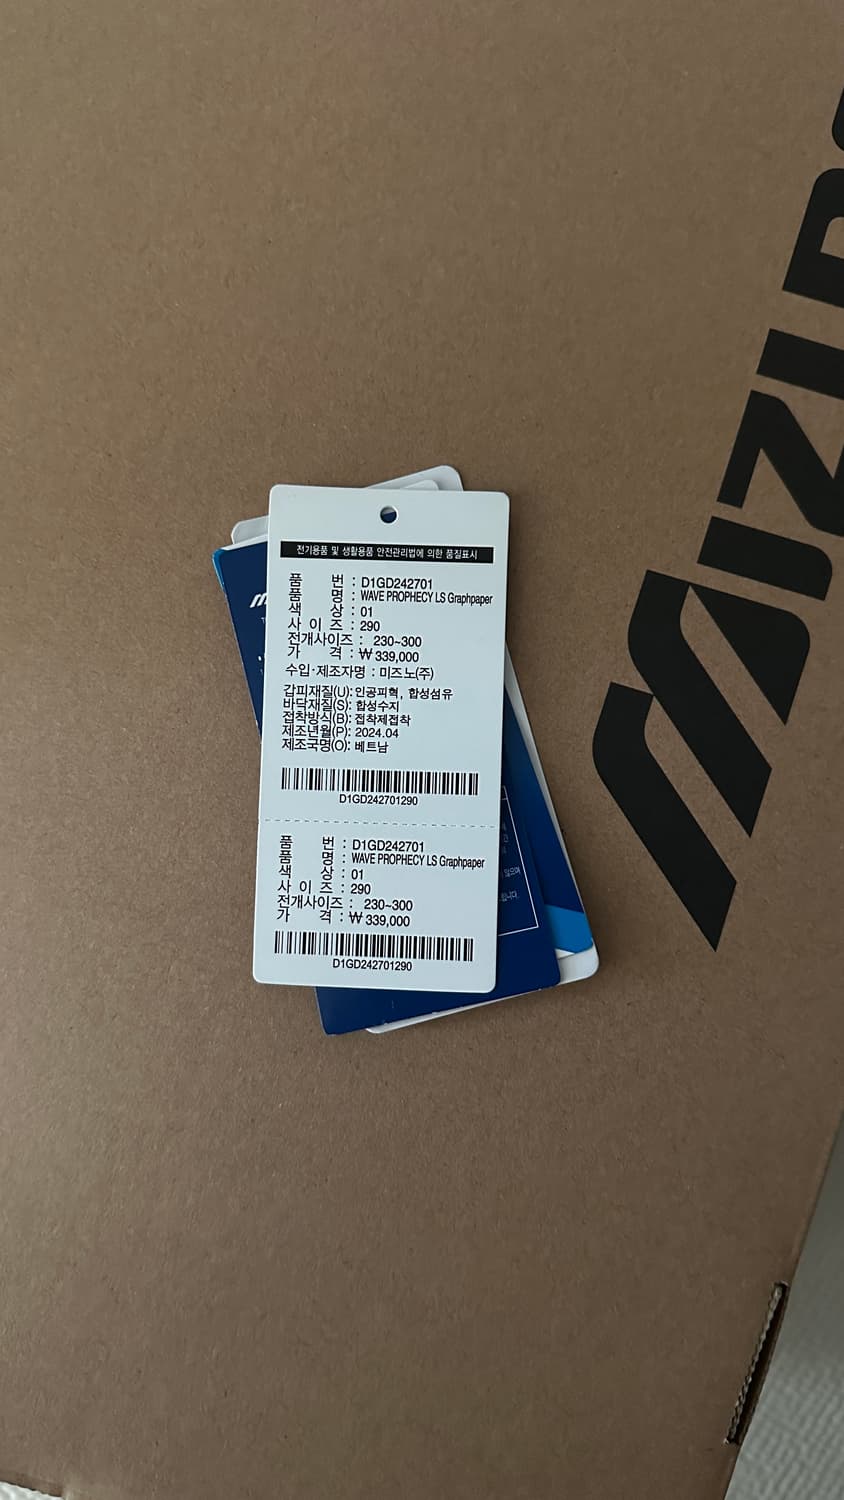 MIZUNO
전기용품 및 생활용품 안전관리법에 의한 품질표시
품 번 : D1GD242701
품 명 : WAVE PROPHECY LS Graphpaper
색 상 : 01
사 이 즈 : 290
전개사이즈 : 230~300
가 격 : ₩ 339,000
수입·제조자명 : 미즈노(주)
갑피재질(U): 인공피혁, 합성섬유
바닥재질(S): 합성수지
접착방식(B): 접착제접착
제조년월(P): 2024.04
제조국명(O): 베트남
D1GD242701290
품 번 : D1GD242701
품 명 : WAVE PROPHECY LS Graphpaper
색 상 : 01
사 이 즈 : 290
전개사이즈 : 230~300
가 격 : ₩ 339,000
D1GD242701290